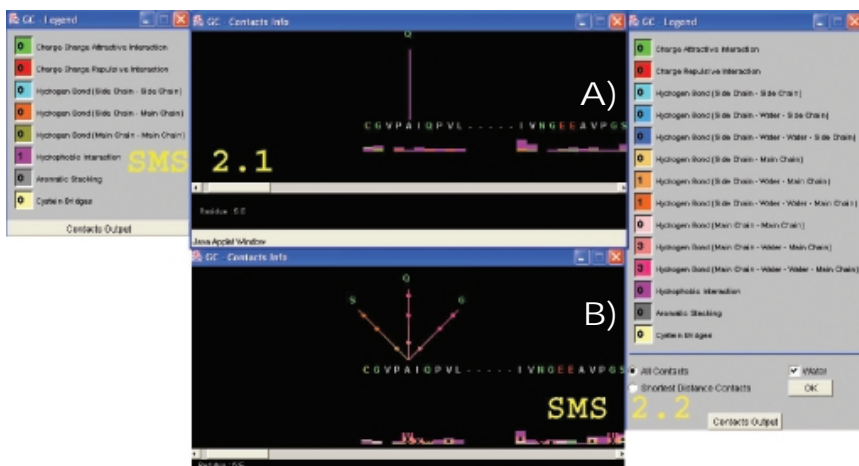 GC - Legend
0 Charge Charge Attractive Interaction
0 Charge Charge Repulsive Interaction
0 Hydrogen Bond (Side Chain - Side Chain)
0 Hydrogen Bond (Side Chain - Main Chain)
0 Hydrogen Bond (Main Chain - Main Chain)
1 Hydrophobic Interaction
0 Aromatic Stacking
0 Cystein Bridges
Contacts Output
SMS
2.1
GC - Contacts Info
Q
A)
CGVPAIQPVL-----IVNGEEAVPGS
Java Applet Window
GC - Contacts Info
S
Q
G
B)
CGVPAIQPVL-----IVNGEEAVPGS
SMS
2.2
GC - Legend
0 Charge Attractive Interaction
0 Charge Repulsive Interaction
0 Hydrogen Bond (Side Chain - Side Chain)
0 Hydrogen Bond (Side Chain - Water - Side Chain)
0 Hydrogen Bond (Side Chain - Water - Water - Side Chain)
0 Hydrogen Bond (Side Chain - Main Chain)
1 Hydrogen Bond (Side Chain - Water - Main Chain)
1 Hydrogen Bond (Side Chain - Water - Water - Main Chain)
0 Hydrogen Bond (Main Chain - Main Chain)
3 Hydrogen Bond (Main Chain - Water - Main Chain)
3 Hydrogen Bond (Main Chain - Water - Water - Main Chain)
0 Hydrophobic Interaction
0 Aromatic Stacking
0 Cystein Bridges
All Contacts
Water
Shortest Distance Contacts
OK
Contacts Output